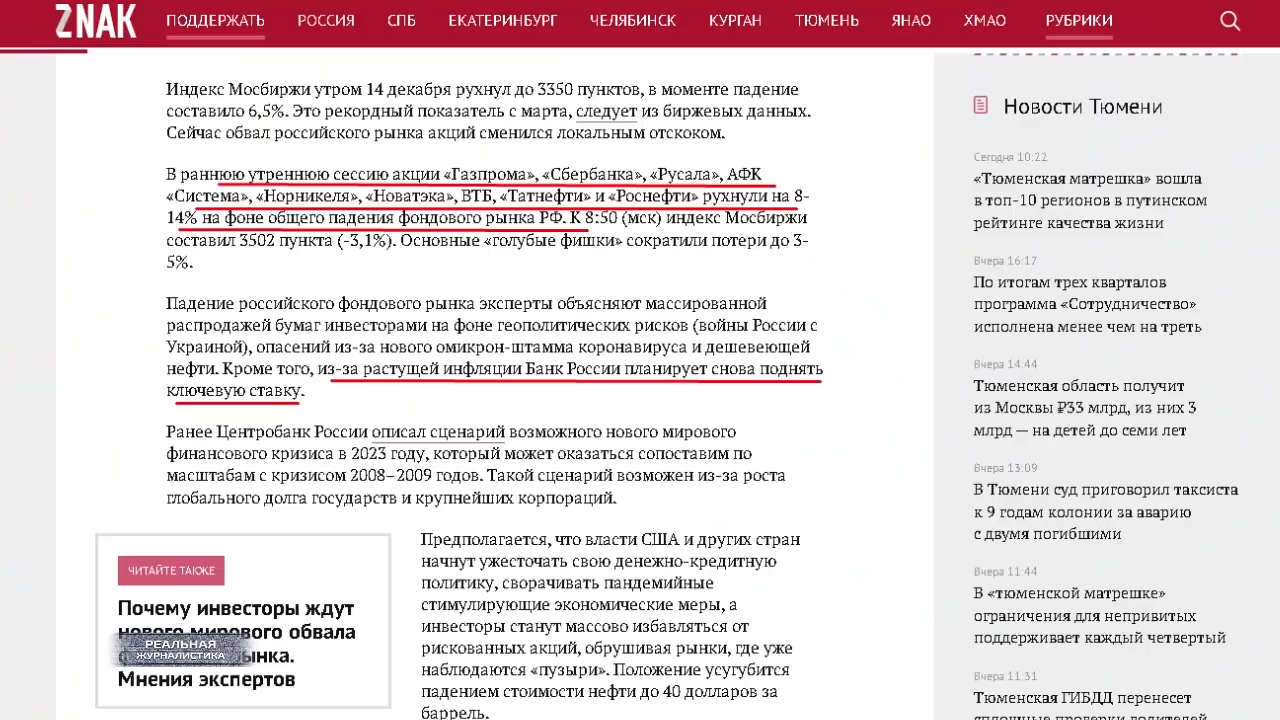 ZNAK ПОДДЕРЖАТЬ РОССИЯ СПБ ЕКАТЕРИНБУРГ ЧЕЛЯБИНСК КУРГАН ТЮМЕНЬ ЯНАО ХМАО РУБРИКИ
Индекс Мосбиржи утром 14 декабря рухнул до 3350 пунктов, в моменте падение
составило 6,5%. Это рекордный показатель с марта, следует из биржевых данных.
Сейчас обвал российского рынка акций сменился локальным отскоком.
В раннюю утреннюю сессию акции «Газпрома», «Сбербанка», «Русала», АФК
«Система», «Норникеля», «Новатэка», ВТБ, «Татнефти» и «Роснефти» рухнули на 8-
14% на фоне общего падения фондового рынка РФ. К 8:50 (мск) индекс Мосбиржи
составил 3502 пункта (-3,1%). Основные «голубые фишки» сократили потери до 3-
5%.
Падение российского фондового рынка эксперты объясняют массированной
распродажей бумаг инвесторами на фоне геополитических рисков (войны России с
Украиной), опасений из-за нового омикрон-штамма коронавируса и дешевеющей
нефти. Кроме того, из-за растущей инфляции Банк России планирует снова поднять
ключевую ставку.
Ранее Центробанк России описал сценарий возможного нового мирового
финансового кризиса в 2023 году, который может оказаться сопоставим по
масштабам с кризисом 2008–2009 годов. Такой сценарий возможен из-за роста
глобального долга государств и крупнейших корпораций.
ЧИТАЙТЕ ТАКЖЕ
Почему инвесторы ждут
нового мирового обвала
рынка.
Мнения экспертов
РЕАЛЬНАЯ
ЖУРНАЛИСТИКА
Предполагается, что власти США и других стран
начнут ужесточать свою денежно-кредитную
политику, сворачивать пандемийные
стимулирующие экономические меры, а
инвесторы станут массово избавляться от
рискованных акций, обрушивая рынки, где уже
наблюдаются «пузыри». Положение усугубится
падением стоимости нефти до 40 долларов за
баррель.
Новости Тюмени
Сегодня 10:22
«Тюменская матрешка» вошла
в топ-10 регионов в путинском
рейтинге качества жизни
Вчера 16:17
По итогам трех кварталов
программа «Сотрудничество»
исполнена менее чем на треть
Вчера 14:44
Тюменская область получит
из Москвы ₽33 млрд, из них 3
млрд — на детей до семи лет
Вчера 13:09
В Тюмени суд приговорил таксиста
к 9 годам колонии за аварию
с двумя погибшими
Вчера 11:44
В «тюменской матрешке»
ограничения для непривитых
поддерживает каждый четвертый
Вчера 11:31
Тюменская ГИБДД перенесет
сплошные проверки водителей